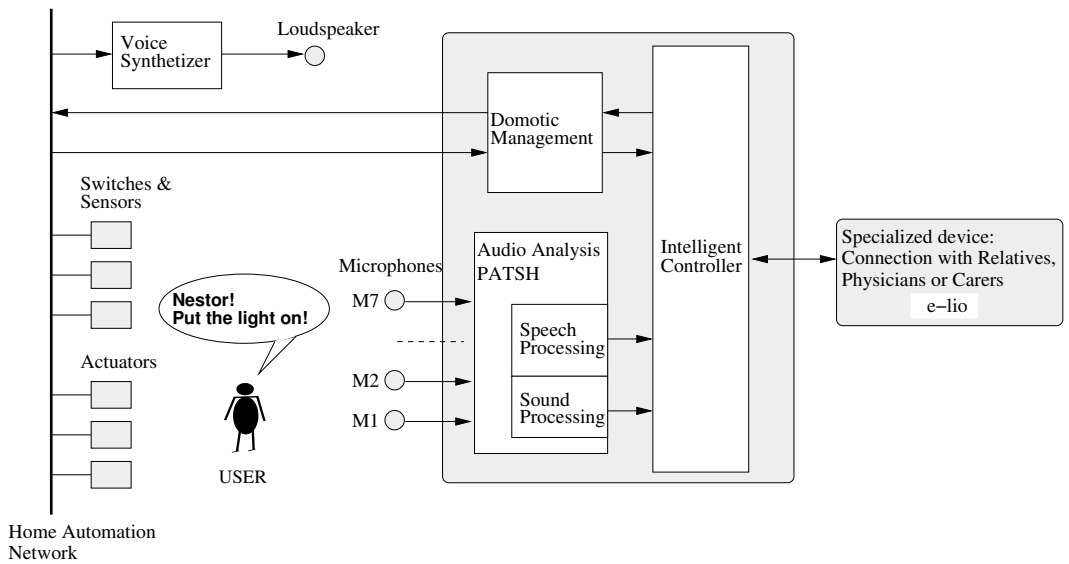 Voice
Synthetizer
Loudspeaker
Domotic
Management
Switches &
Sensors
Microphones
Nestor!
Put the light on!
M7
M2
M1
Actuators
USER
Audio Analysis
PATSH
Speech
Processing
Sound
Processing
Intelligent
Controller
Specialized device:
Connection with Relatives,
Physicians or Carers
e−lio
Home Automation
Network